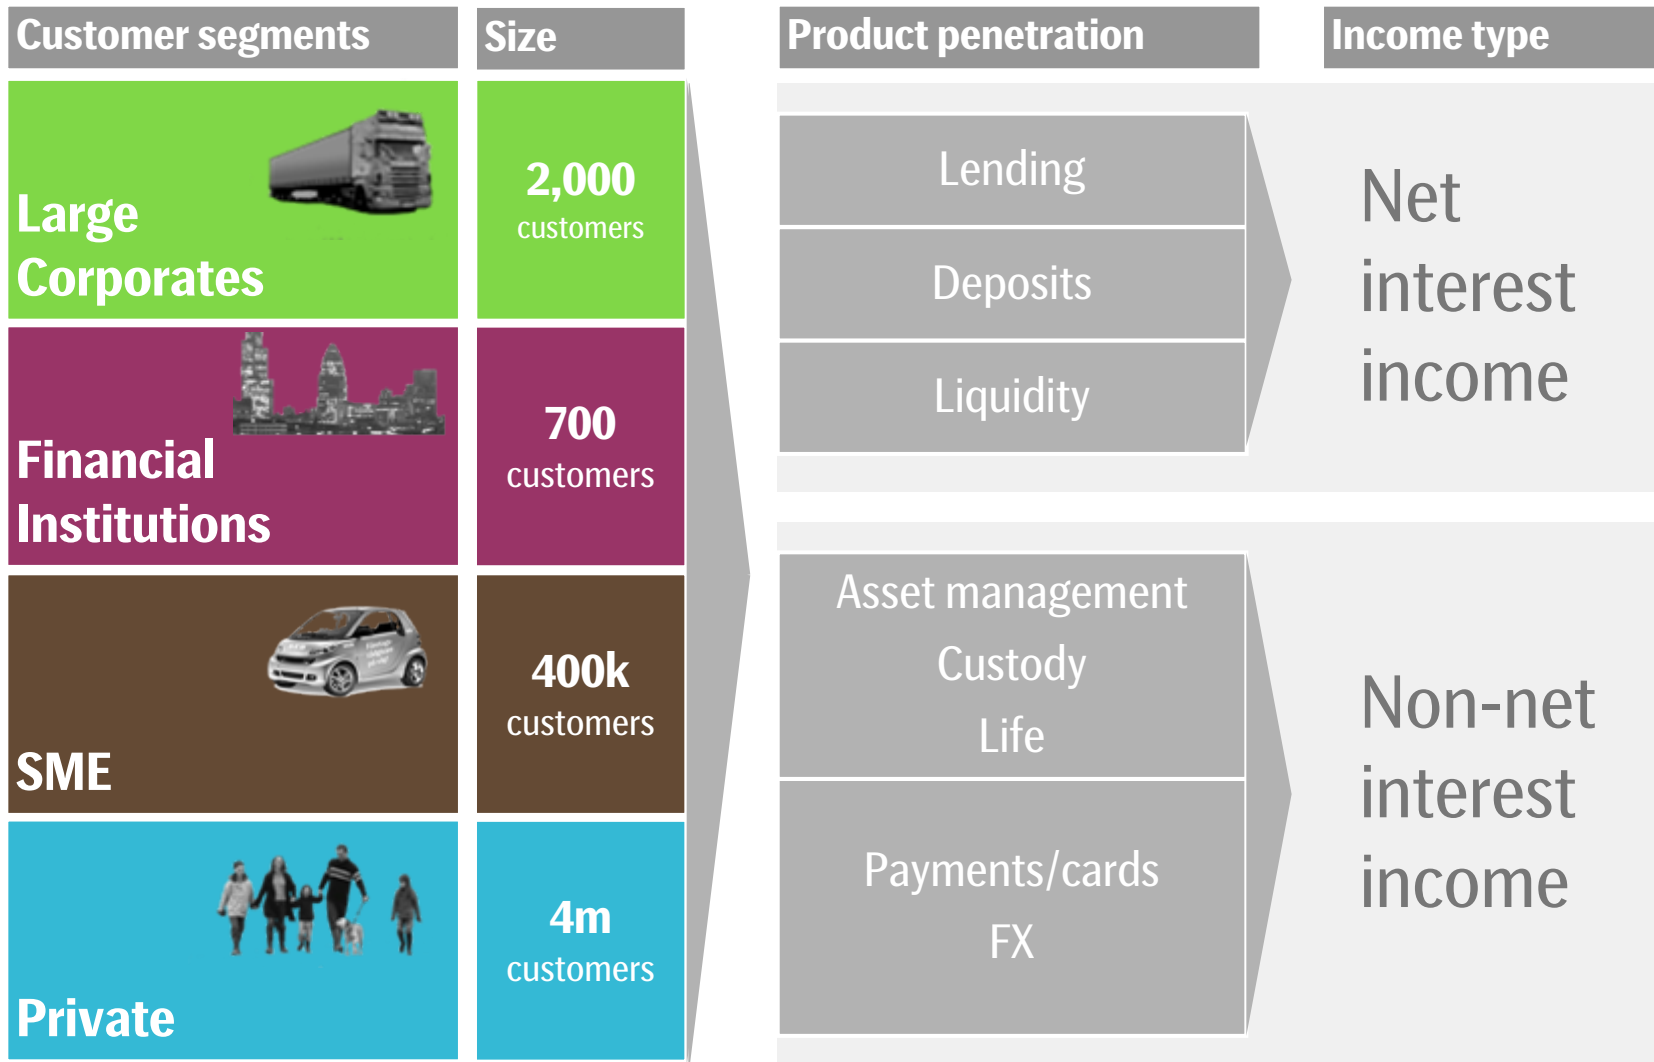 Customer segments
Size
Product penetration
Income type
Large
Corporates
2,000
customers
Financial
Institutions
700
customers
SME
400k
customers
Private
4m
customers
Lending
Deposits
Liquidity
Net
interest
income
Asset management
Custody
Life
Payments/cards
FX
Non-net
interest
income